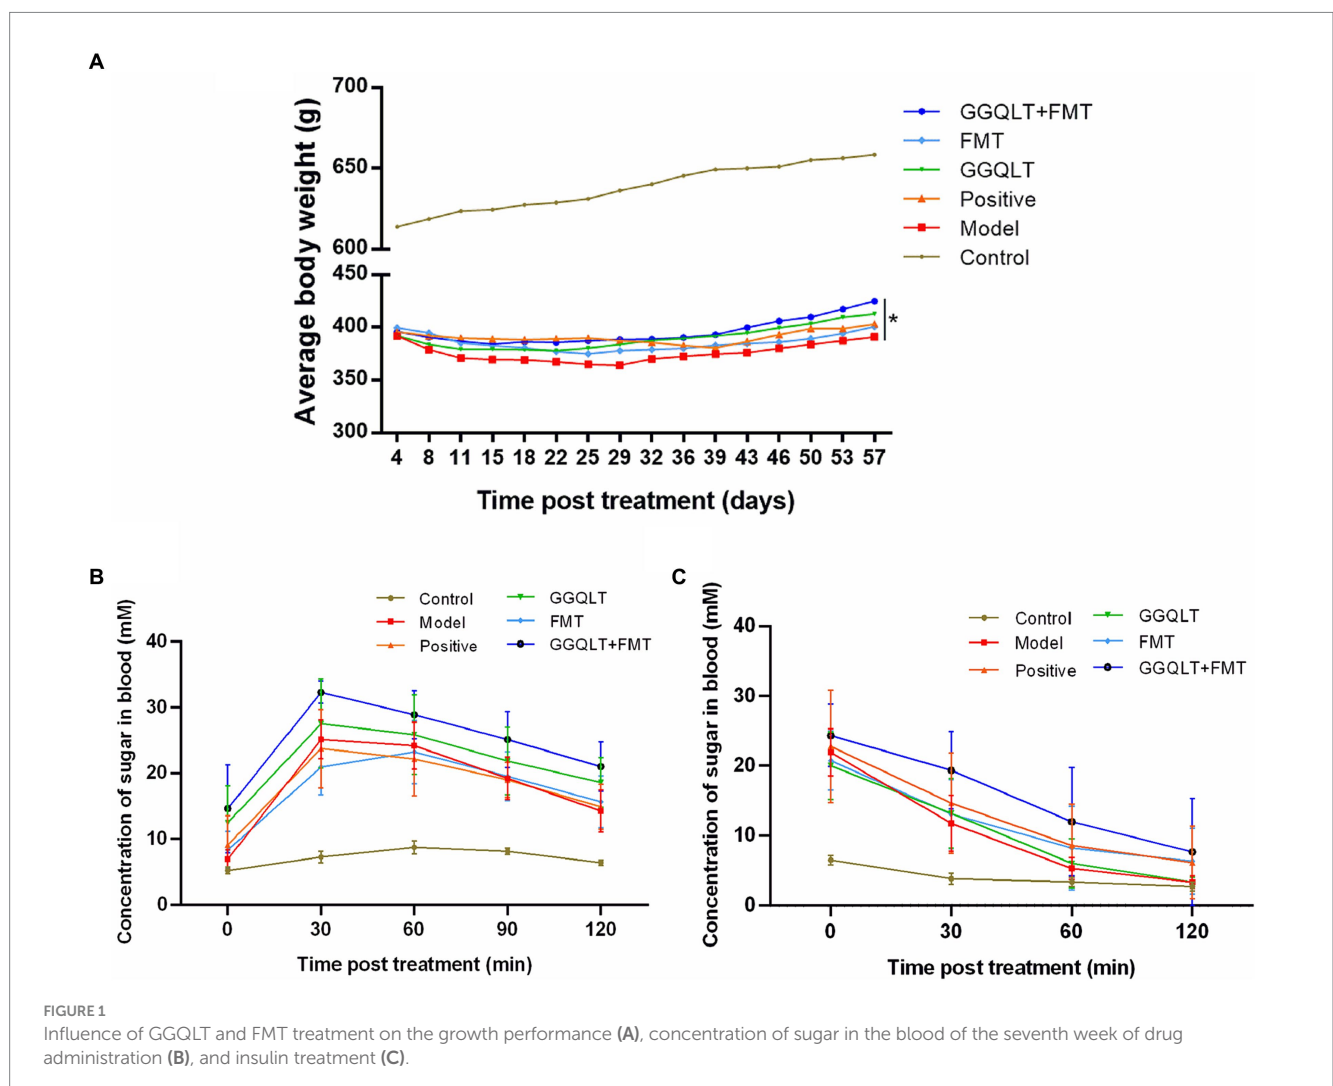 A
Average body weight (g)
700
650
600
450
400
350
300
4 8 11 15 18 22 25 29 32 36 39 43 46 50 53 57
Time post treatment (days)
GGQLT+FMT
FMT
GGQLT
Positive
Model
Control
*
B
Concentration of sugar in blood (mM)
40
30
20
10
0
0 30 60 90 120
Time post treatment (min)
Control GGQLT
Model FMT
Positive GGQLT+FMT
C
Concentration of sugar in blood (mM)
40
30
20
10
0
0 30 60 120
Time post treatment (min)
Control GGQLT
Model FMT
Positive GGQLT+FMT
FIGURE 1
Influence of GGQLT and FMT treatment on the growth performance (A), concentration of sugar in the blood of the seventh week of drug
administration (B), and insulin treatment (C).